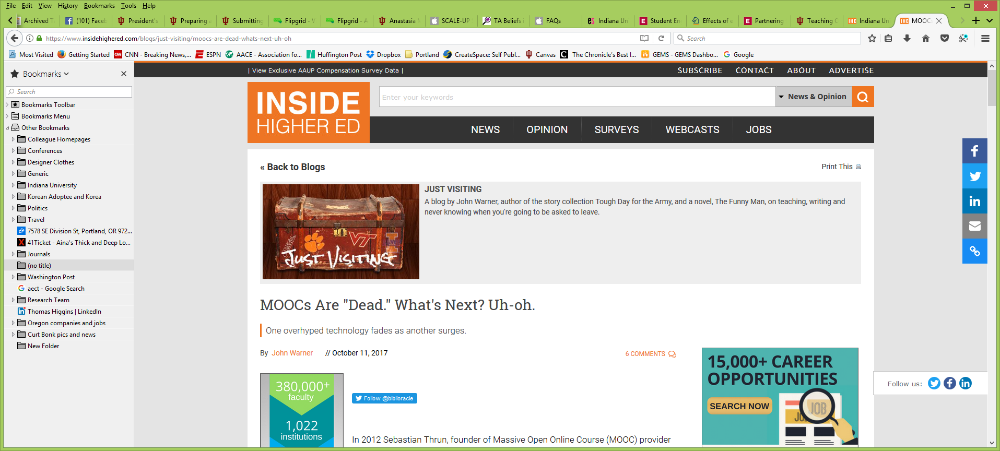 File Edit View History Bookmarks Tools Help
Archived T
(101) Faceb
President's
Preparing a
Submitting
Flipgrid - V
Flipgrid - A
Anastasia M
SCALE-UP
TA Beliefs i
FAQs
Indiana Uni
Student En
Effects of e
Partnering
Teaching O
Indiana Uni
MOOCs
https://www.insidehighered.com/blogs/just-visiting/moocs-are-dead-whats-next-uh-oh
Search
Most Visited Getting Started CNN - Breaking News,... ESPN AACE - Association fo... Huffington Post Dropbox Portland CreateSpace: Self Publ... Canvas The Chronicle's Best I... GEMS - GEMS Dashbo... Google
Bookmarks
Search
Bookmarks Toolbar
Bookmarks Menu
Other Bookmarks
Colleague Homepages
Conferences
Designer Clothes
Generic
Indiana University
Korean Adoptee and Korea
Politics
Travel
7578 SE Division St, Portland, OR 972...
41Ticket - Aina's Thick and Deep Lo...
Journals
(no title)
Washington Post
aect - Google Search
Research Team
Thomas Higgins | LinkedIn
Oregon companies and jobs
Curt Bonk pics and news
New Folder
| View Exclusive AAUP Compensation Survey Data |
SUBSCRIBE CONTACT ABOUT ADVERTISE
INSIDE
HIGHER ED
Enter your keywords
News & Opinion
NEWS OPINION SURVEYS WEBCASTS JOBS
« Back to Blogs
Print This
JUST VISITING
JUST VISITING
A blog by John Warner, author of the story collection Tough Day for the Army, and a novel, The Funny Man, on teaching, writing and
never knowing when you're going to be asked to leave.
MOOCs Are "Dead." What's Next? Uh-oh.
One overhyped technology fades as another surges.
By John Warner // October 11, 2017
6 COMMENTS
380,000+
faculty
1,022
institutions
Follow @biblioracle
In 2012 Sebastian Thrun, founder of Massive Open Online Course (MOOC) provider
15,000+ CAREER
OPPORTUNITIES
SEARCH NOW
JOB
Follow us: